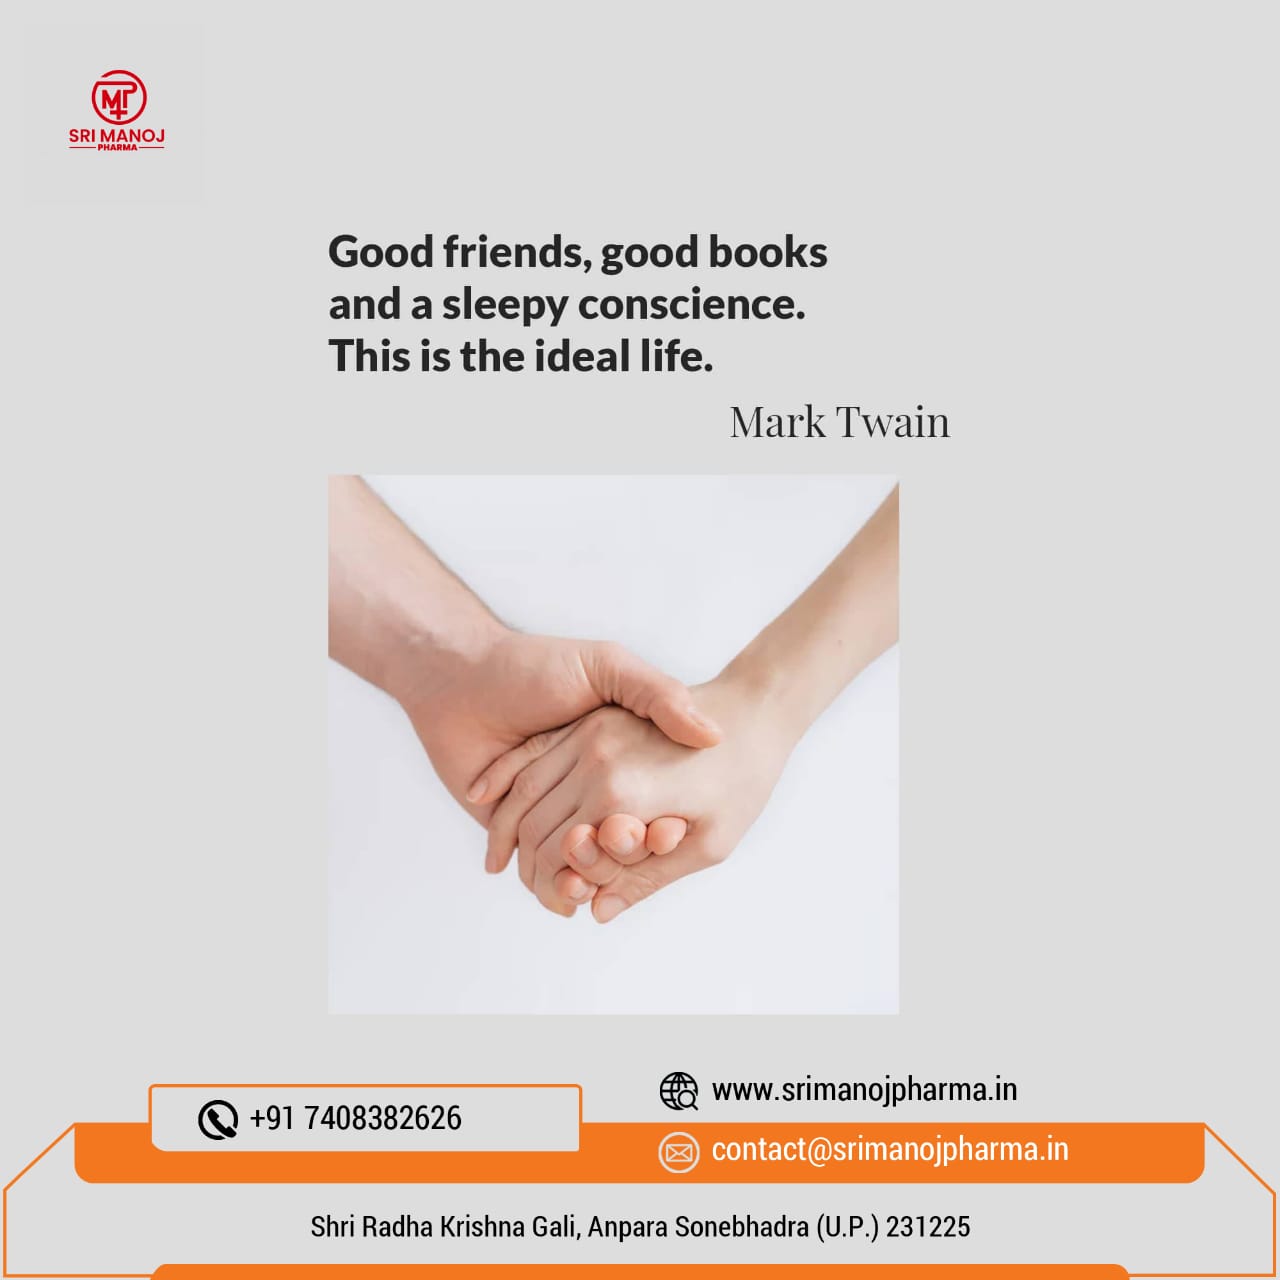 SRI MANOJ
PHARMA
Good friends, good books
and a sleepy conscience.
This is the ideal life.
Mark Twain
+91 7408382626
www.srimanojpharma.in
contact@srimanojpharma.in
Shri Radha Krishna Gali, Anpara Sonebhadra (U.P.) 231225